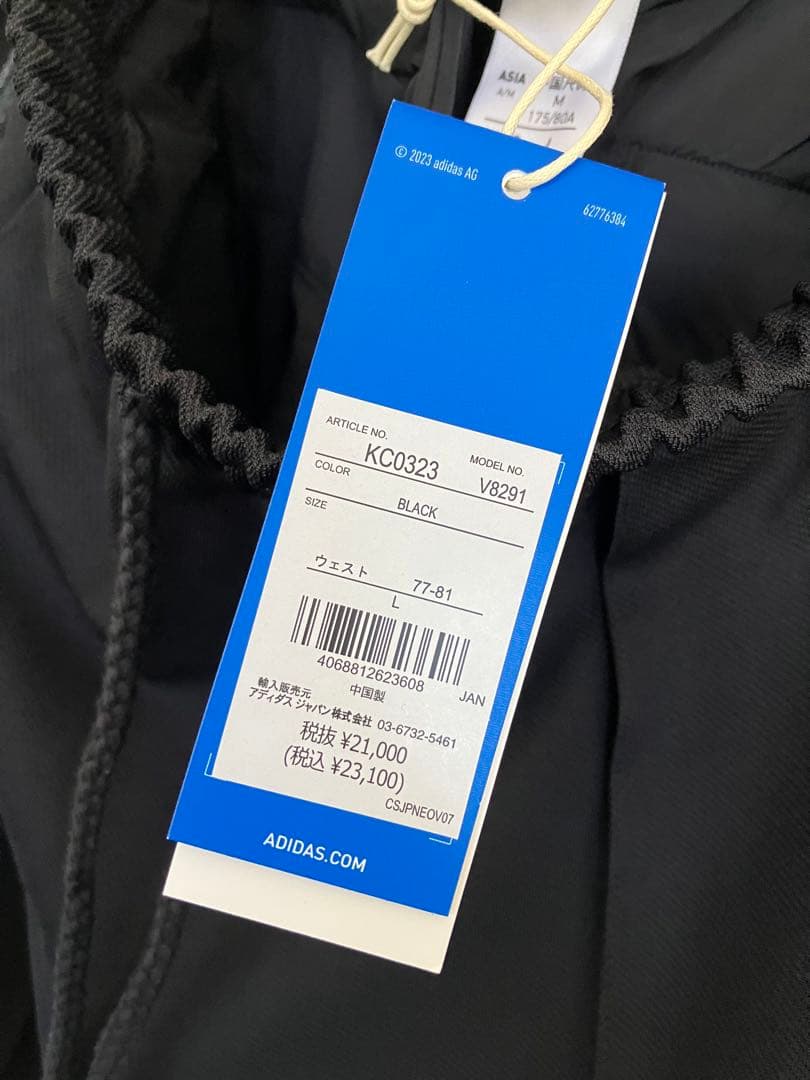 ASIA
A/M
M
175/80A
© 2023 adidas AG
62776384
ARTICLE NO. KC0323
MODEL NO. V8291
COLOR BLACK
SIZE
ウェスト 77-81
L
4068812623608 JAN
中国製
輸入販売元
アディダス ジャパン株式会社 03-6732-5461
税抜 ¥21,000
(税込 ¥23,100)
CSJPNEOV07
ADIDAS.COM